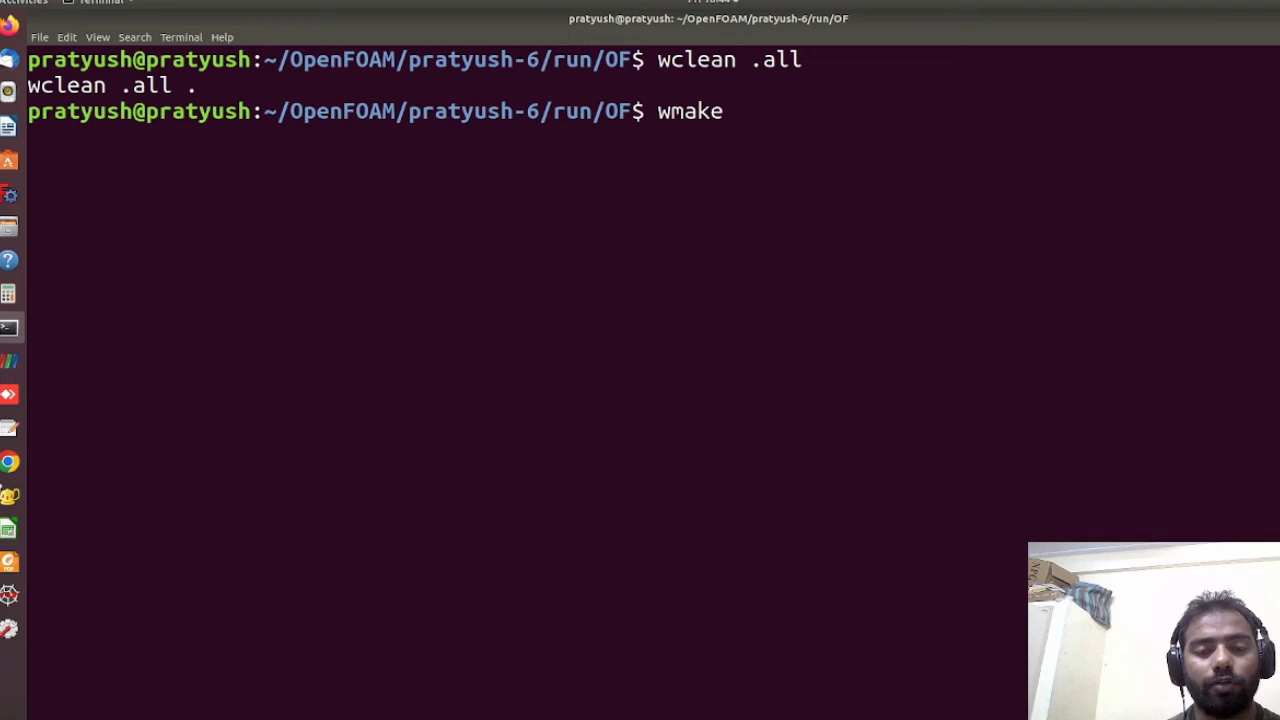 pratyush@pratyush: ~/OpenFOAM/pratyush-6/run/OF
File Edit View Search Terminal Help
pratyush@pratyush:~/OpenFOAM/pratyush-6/run/OF$ wclean .all
wclean .all .
pratyush@pratyush:~/OpenFOAM/pratyush-6/run/OF$ wmake